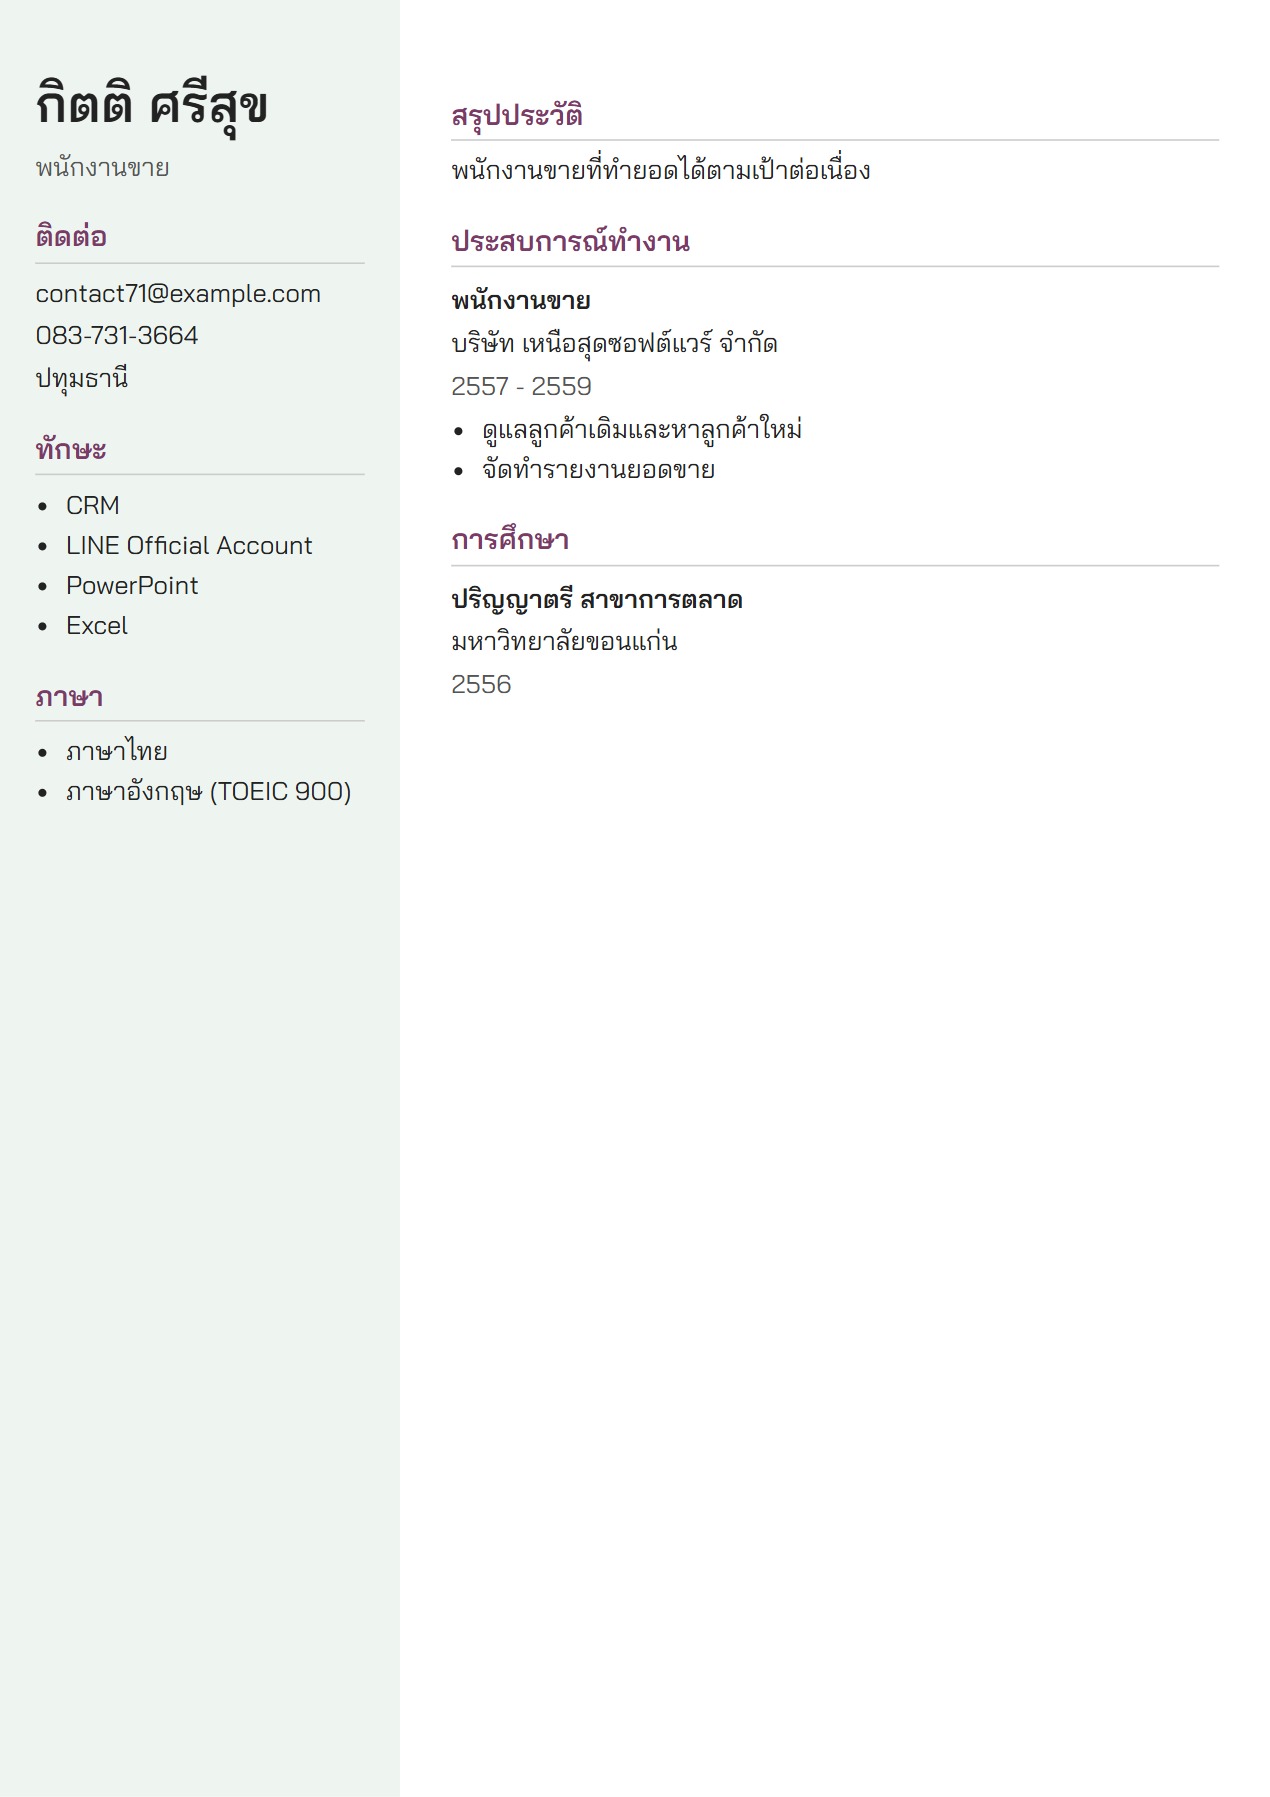 กิตติ ศรีสุข
พนักงานขาย
ติดต่อ
contact71@example.com
083-731-3664
ปทุมธานี
ทักษะ
• CRM
• LINE Official Account
• PowerPoint
• Excel
ภาษา
• ภาษาไทย
• ภาษาอังกฤษ (TOEIC 900)
สรุปประวัติ
พนักงานขายที่ทำยอดได้ตามเป้าต่อเนื่อง
ประสบการณ์ทำงาน
พนักงานขาย
บริษัท เหนือสุดซอฟต์แวร์ จำกัด
2557 - 2559
• ดูแลลูกค้าเดิมและหาลูกค้าใหม่
• จัดทำรายงานยอดขาย
การศึกษา
ปริญญาตรี สาขาการตลาด
มหาวิทยาลัยขอนแก่น
2556